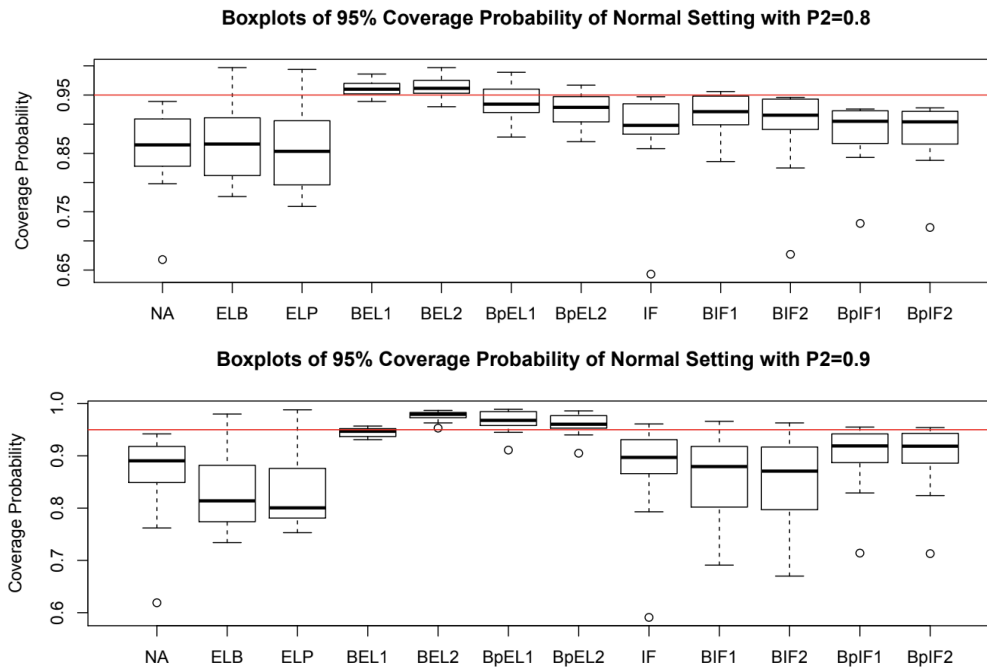 Boxplots of 95% Coverage Probability of Normal Setting with P2=0.8
Coverage Probability
0.95
0.85
0.75
0.65
NA ELB ELP BEL1 BEL2 BpEL1 BpEL2 IF BIF1 BIF2 BpIF1 BpIF2
Boxplots of 95% Coverage Probability of Normal Setting with P2=0.9
Coverage Probability
1.0
0.9
0.8
0.7
0.6
NA ELB ELP BEL1 BEL2 BpEL1 BpEL2 IF BIF1 BIF2 BpIF1 BpIF2